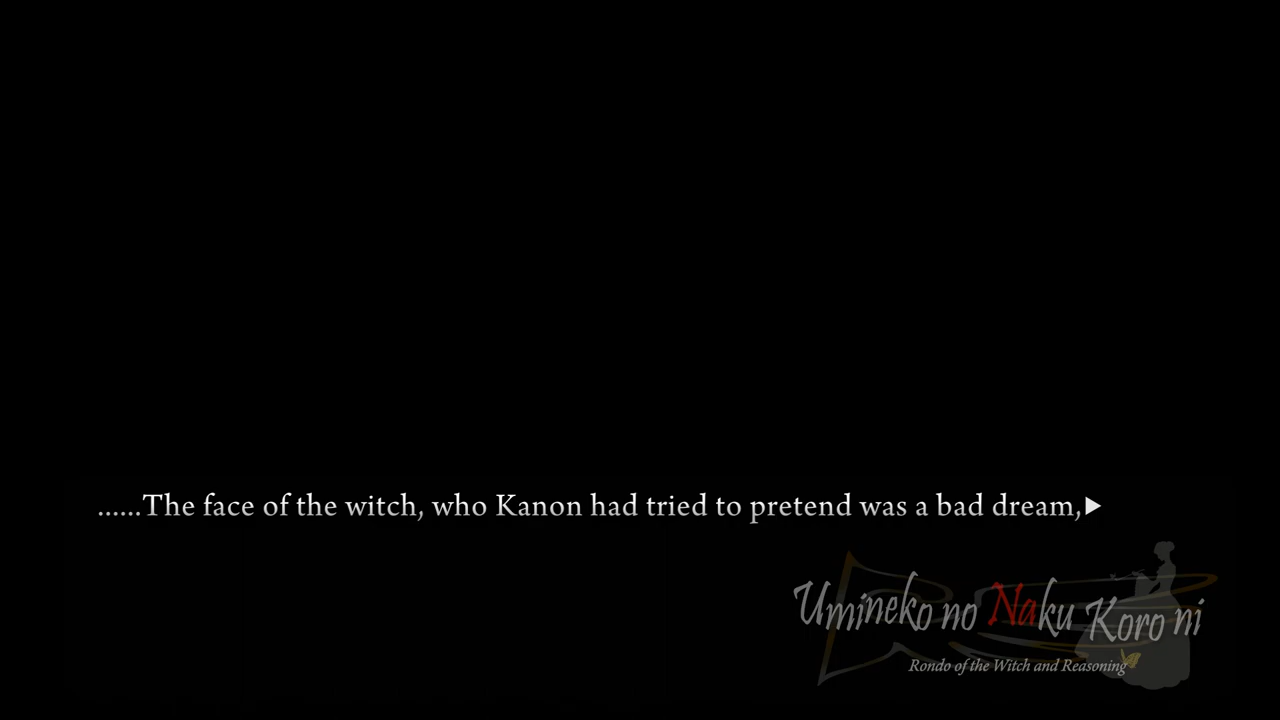 ......The face of the witch, who Kanon had tried to pretend was a bad dream,
Umineko no Naku Koro ni
Rondo of the Witch and Reasoning